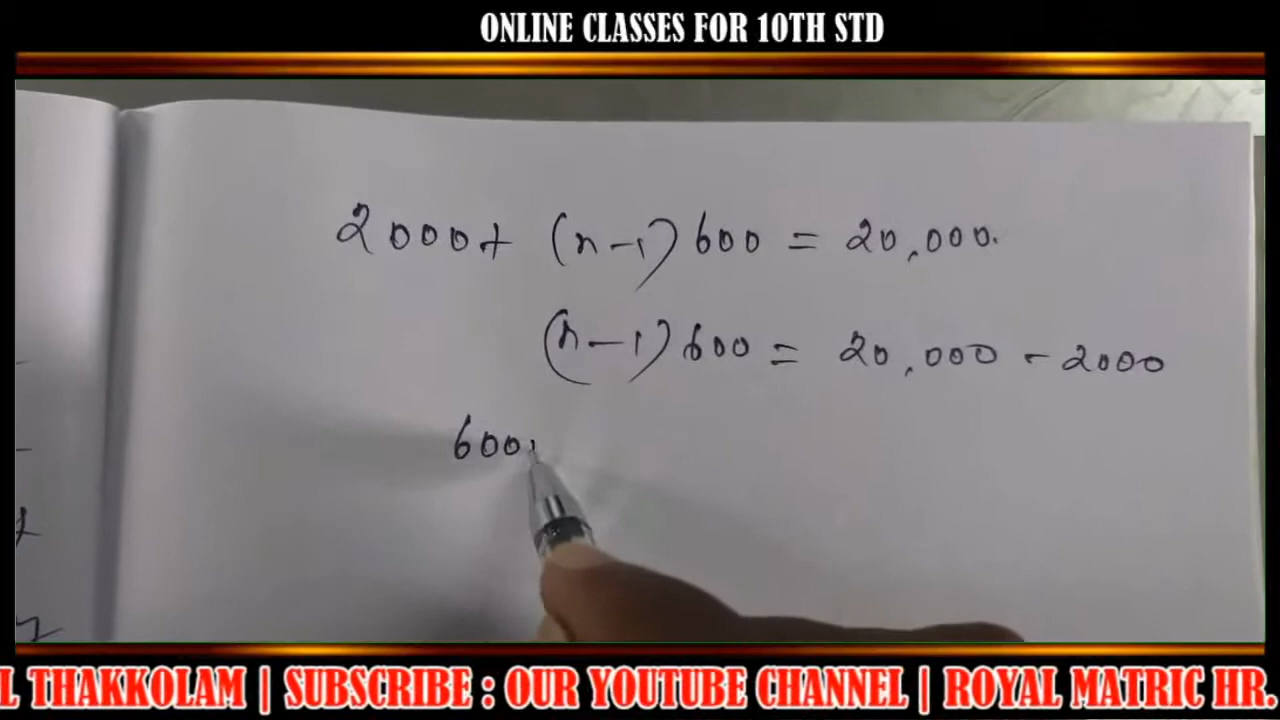 ONLINE CLASSES FOR 10TH STD
2000+ (n-1) 600 = 20,000.
(n-1) 600 = 20,000 - 2000
600
L THAKKOLAM | SUBSCRIBE : OUR YOUTUBE CHANNEL | ROYAL MATRIC HR.